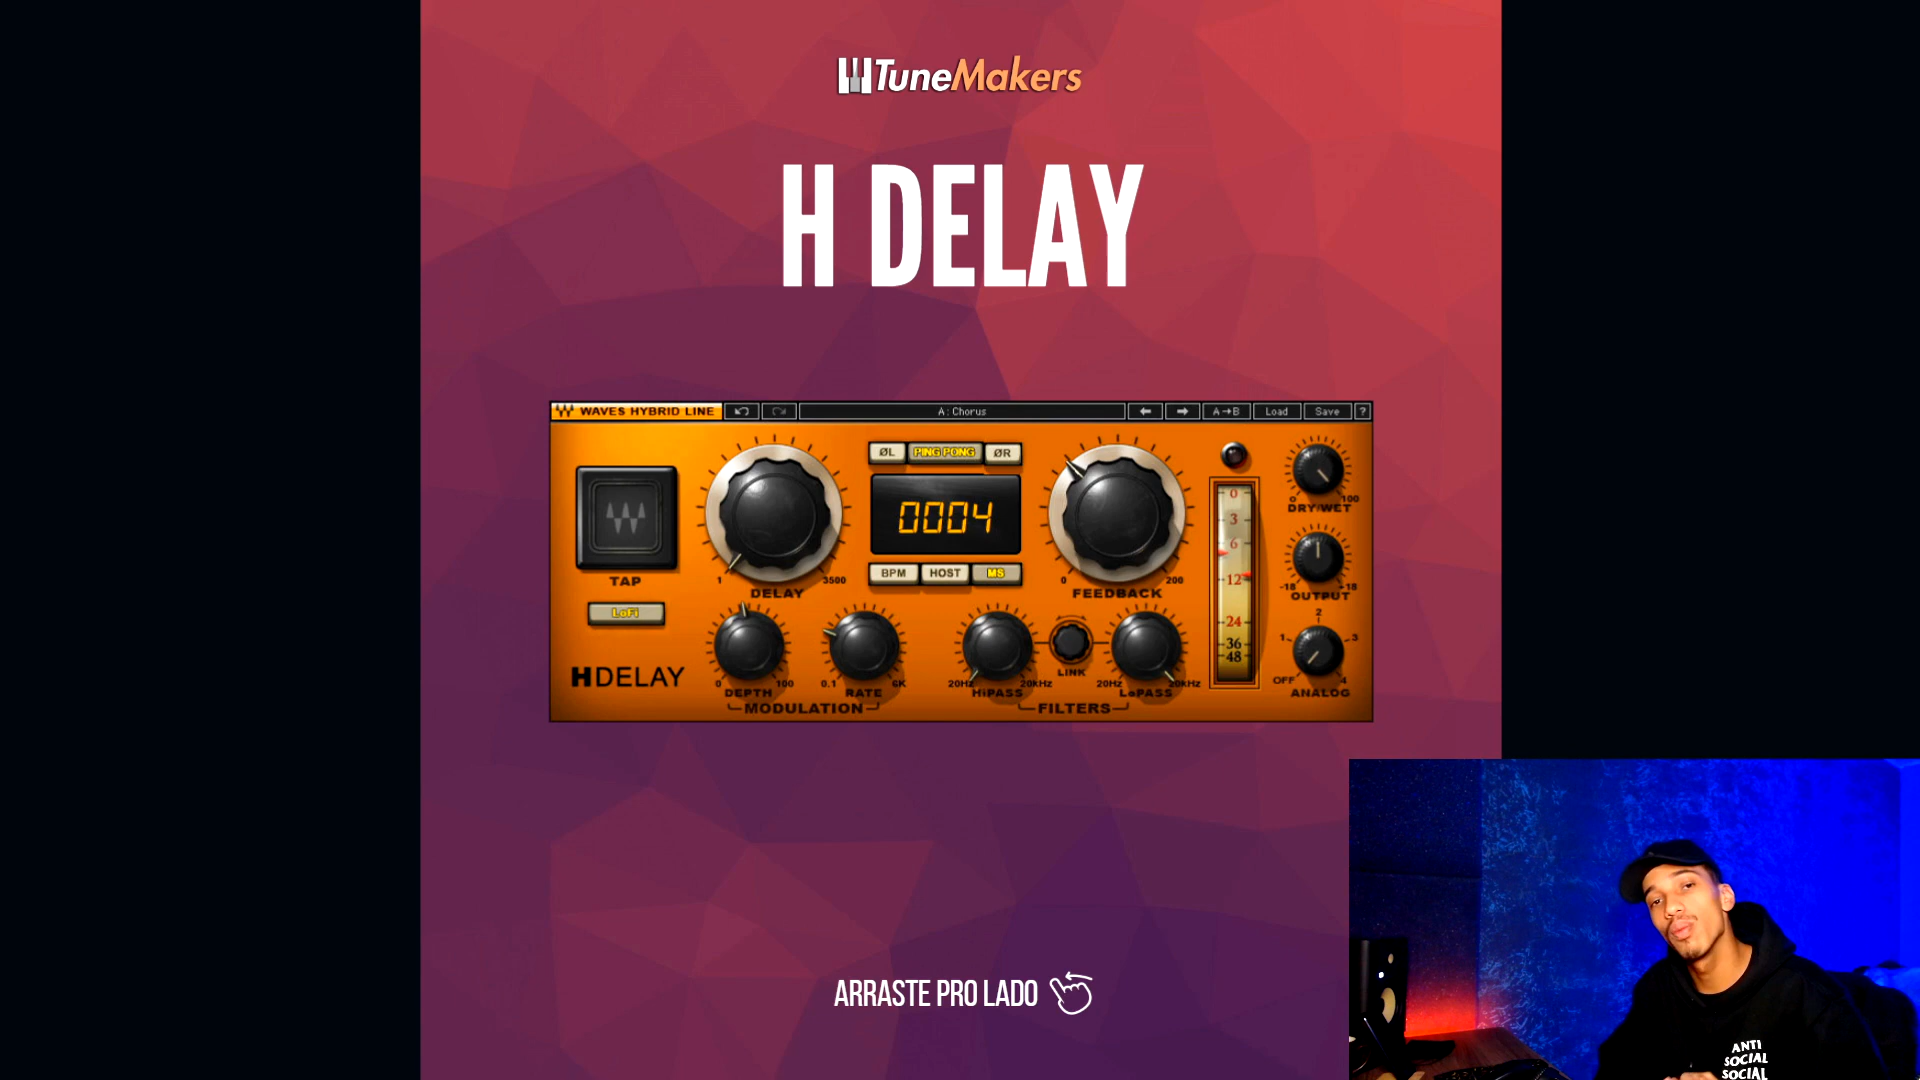 TuneMakers
H DELAY
WAVES HYBRID LINE
A: Chorus
A→B
Load
Save
?
ØL
PING PONG
ØR
0004
BPM
HOST
MS
TAP
LoFi
1
3500
DELAY
0
200
FEEDBACK
0
3
6
12
24
36
48
0
100
DRY/WET
-18
18
OUTPUT
2
1
3
OFF
4
ANALOG
H DELAY
0
100
DEPTH
0.1
6K
RATE
MODULATION
20Hz
20kHz
HiPASS
LINK
20Hz
20kHz
LoPASS
FILTERS
ARRASTE PRO LADO
ANTI
SOCIAL
SOCIAL